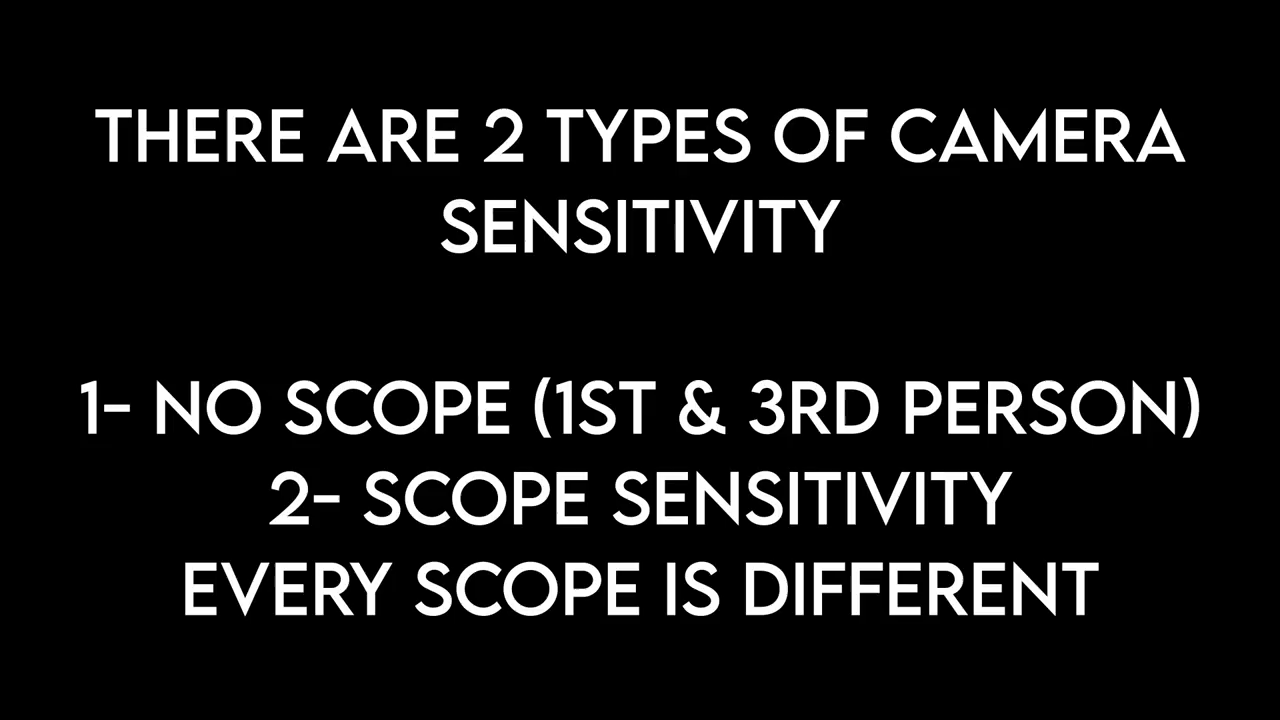 THERE ARE 2 TYPES OF CAMERA
SENSITIVITY
1- NO SCOPE (1ST & 3RD PERSON)
2- SCOPE SENSITIVITY
EVERY SCOPE IS DIFFERENT